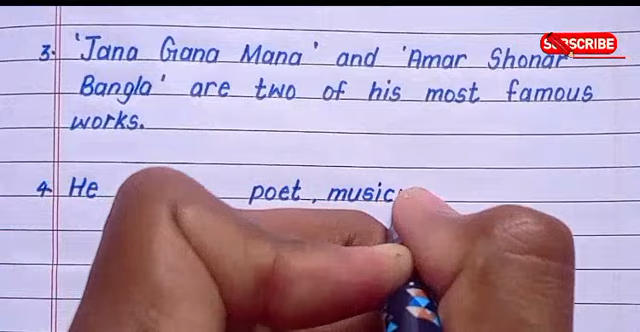 SUBSCRIBE
3. 'Jana Gana Mana' and 'Amar Shonar
Bangla' are two of his most famous
works.
4. He poet, music